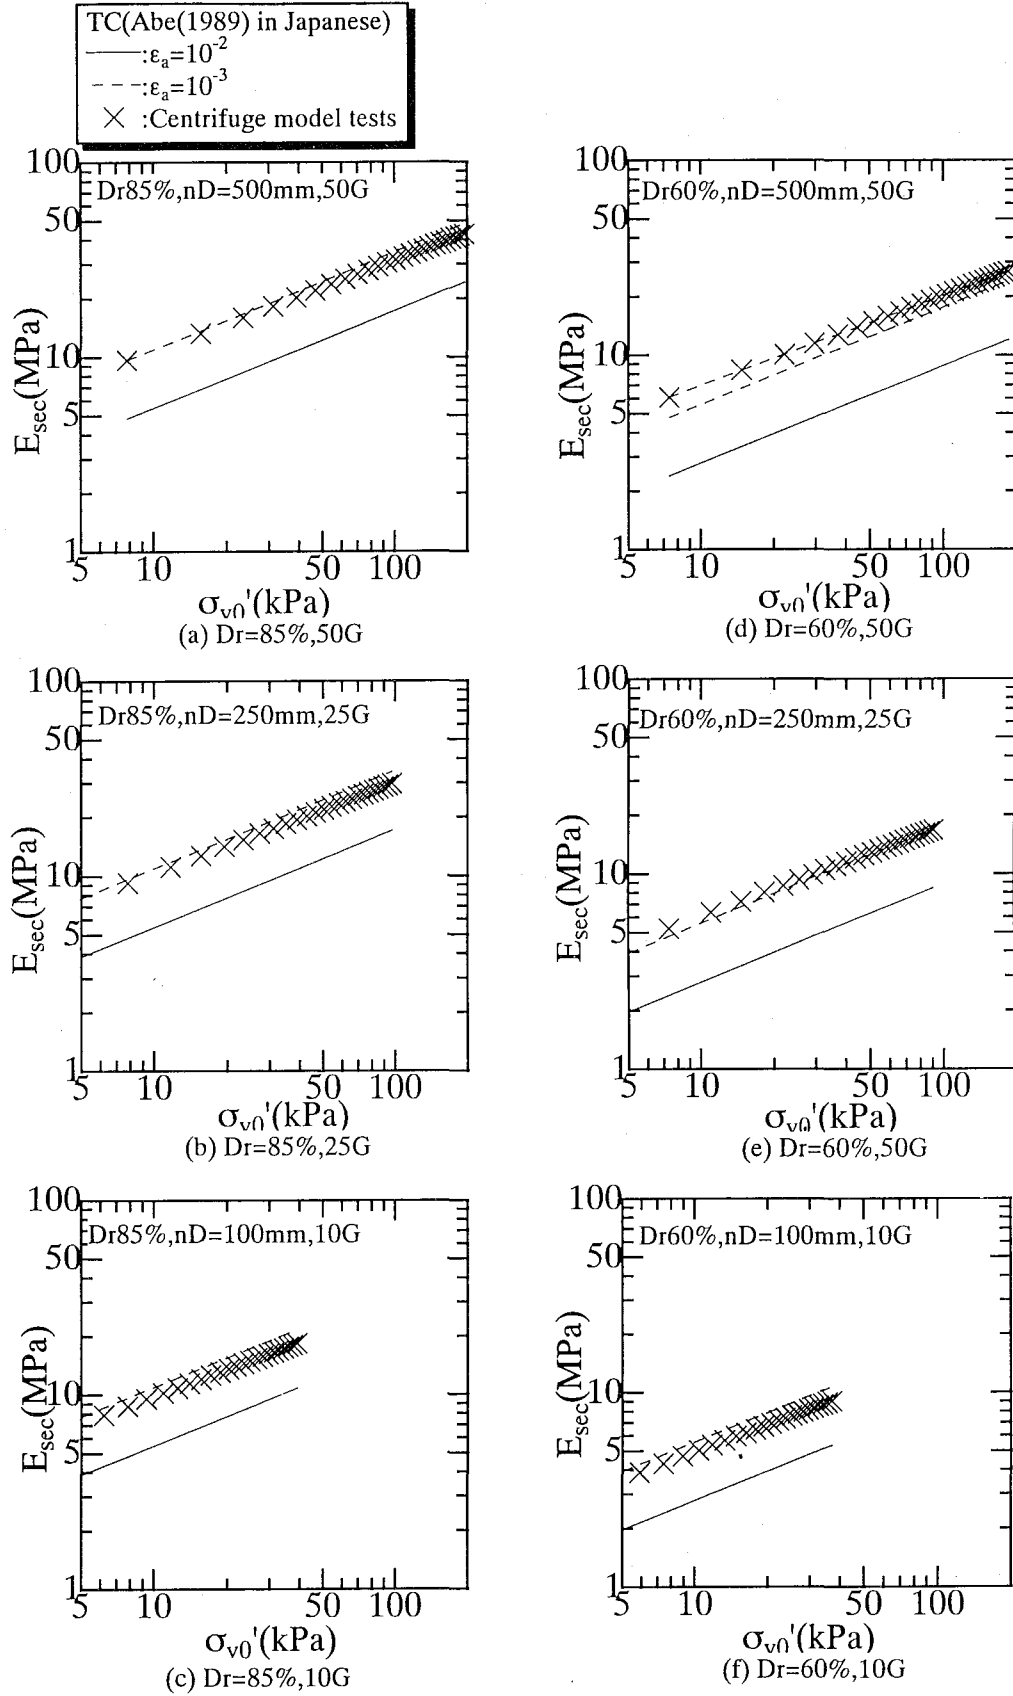 TC(Abe(1989) in Japanese)
:εa=10-2
:εa=10-3
:Centrifuge model tests
Dr85%,nD=500mm,50G
100
50
10
5
1
Esec(MPa)
5 10 50 100
σv0'(kPa)
(a) Dr=85%,50G
Dr60%,nD=500mm,50G
100
50
10
5
1
Esec(MPa)
5 10 50 100
σv0'(kPa)
(d) Dr=60%,50G
Dr85%,nD=250mm,25G
100
50
10
5
1
Esec(MPa)
5 10 50 100
σv0'(kPa)
(b) Dr=85%,25G
Dr60%,nD=250mm,25G
100
50
10
5
1
Esec(MPa)
5 10 50 100
σv0'(kPa)
(e) Dr=60%,50G
Dr85%,nD=100mm,10G
100
50
10
5
1
Esec(MPa)
5 10 50 100
σv0'(kPa)
(c) Dr=85%,10G
Dr60%,nD=100mm,10G
100
50
10
5
1
Esec(MPa)
5 10 50 100
σv0'(kPa)
(f) Dr=60%,10G